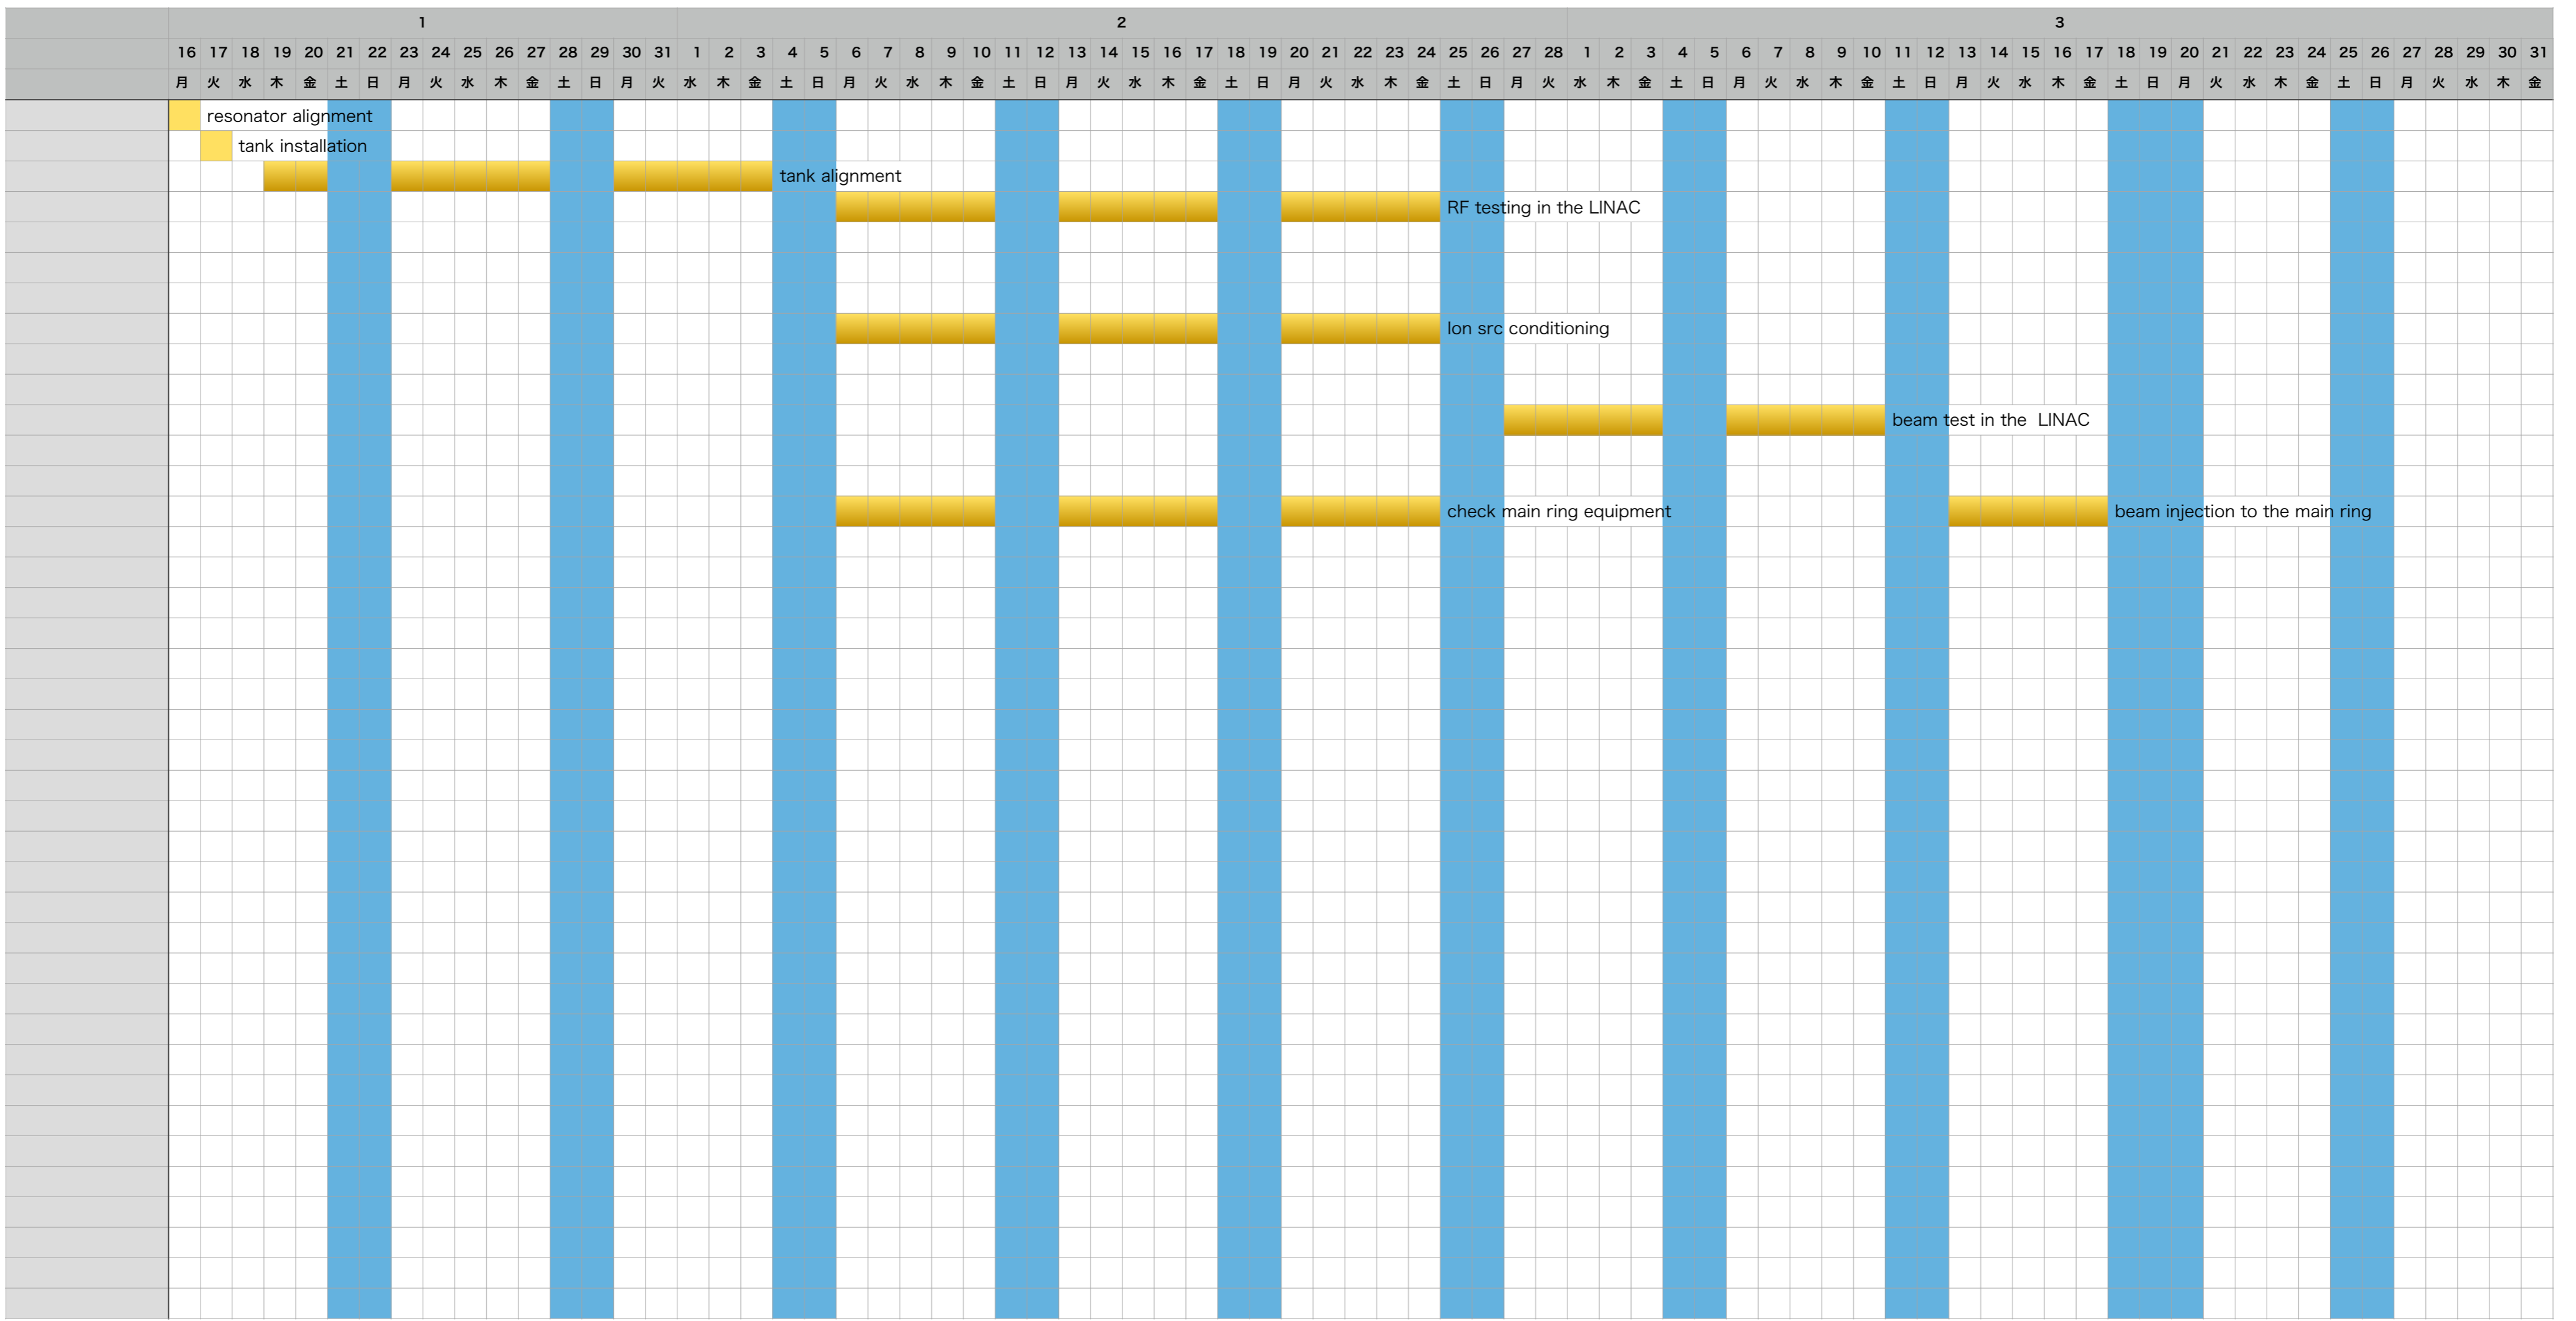 1 2 3
16 17 18 19 20 21 22 23 24 25 26 27 28 29 30 31 1 2 3 4 5 6 7 8 9 10 11 12 13 14 15 16 17 18 19 20 21 22 23 24 25 26 27 28 1 2 3 4 5 6 7 8 9 10 11 12 13 14 15 16 17 18 19 20 21 22 23 24 25 26 27 28 29 30 31
月 火 水 木 金 土 日 月 火 水 木 金 土 日 月 火 水 木 金 土 日 月 火 水 木 金 土 日 月 火 水 木 金 土 日 月 火 水 木 金 土 日 月 火 水 木 金 土 日 月 火 水 木 金 土 日 月 火 水 木 金 土 日 月 火 水 木 金 土 日 月 火 水 木 金
resonator alignment
tank installation
tank alignment
RF testing in the LINAC
Ion src conditioning
beam test in the  LINAC
check main ring equipment beam injection to the main ring